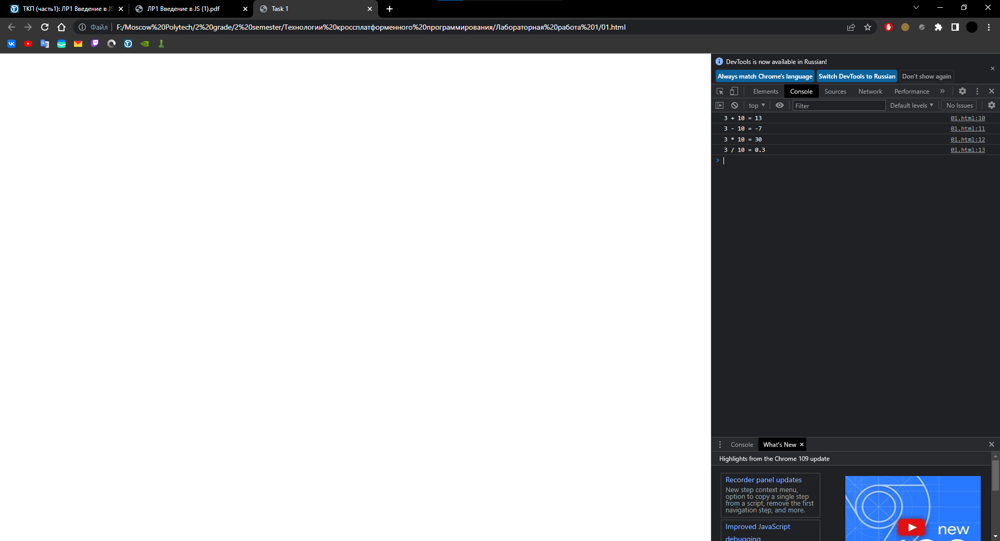 ТКП (часть1): ЛР1 Введение в JS
ЛР1 Введение в JS (1).pdf
Task 1
Файл
F:/Moscow%20Polytech/2%20grade/2%20semester/Технологии%20кроссплатформенного%20программирования/Лабораторная%20работа%201/01.html
DevTools is now available in Russian!
Always match Chrome's language Switch DevTools to Russian Don't show again
Elements Console Sources Network Performance
top Filter Default levels No Issues
3 + 10 = 13 01.html:10
3 - 10 = -7 01.html:11
3 * 10 = 30 01.html:12
3 / 10 = 0.3 01.html:13
Console What's New
Highlights from the Chrome 109 update
Recorder panel updates
New step context menu,
option to copy a single step
from a script, remove the first
navigation step, and more.
Improved JavaScript
debugging
new